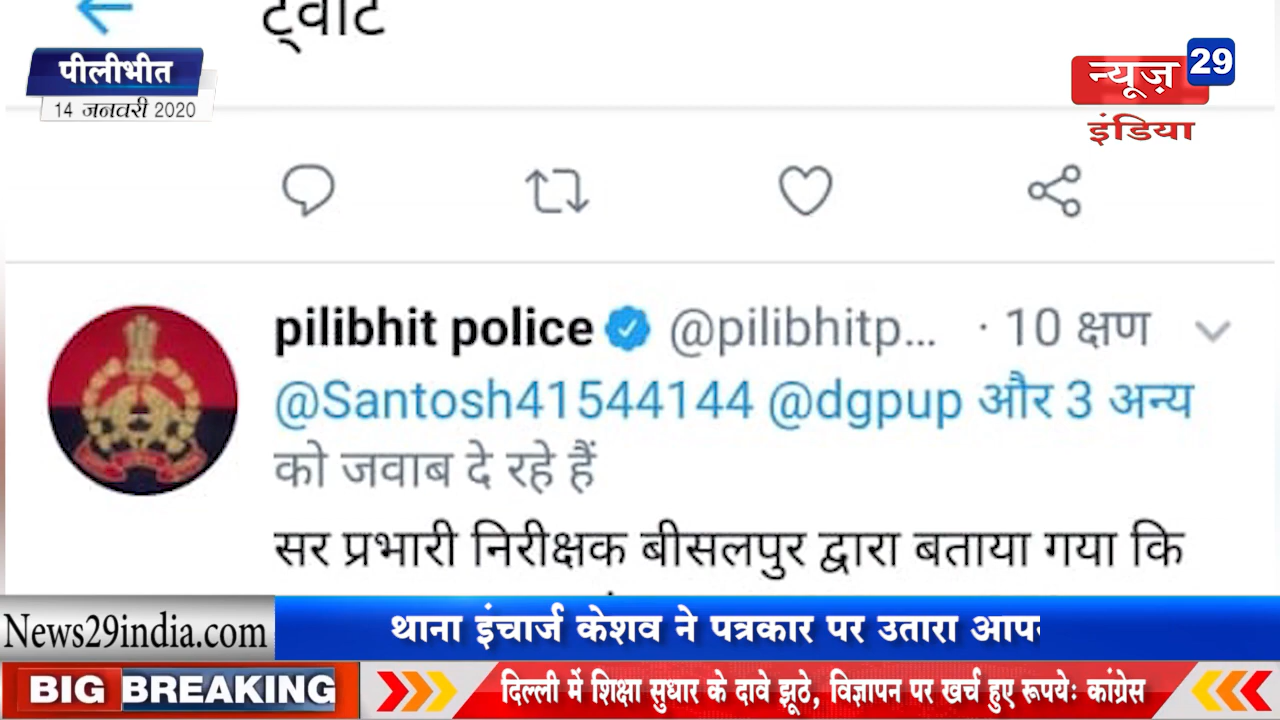 ट्वीट
पीलीभीत
14 जनवरी 2020
न्यूज़ 29
इंडिया
pilibhit police @pilibhitp... · 10 क्षण
@Santosh41544144 @dgpup और 3 अन्य
को जवाब दे रहे हैं
सर प्रभारी निरीक्षक बीसलपुर द्वारा बताया गया कि
News29india.com
थाना इंचार्ज केशव ने पत्रकार पर उतारा
BIG BREAKING
दिल्ली में शिक्षा सुधार के दावे झूठे, विज्ञापन पर खर्च हुए रूपये: कांग्रेस